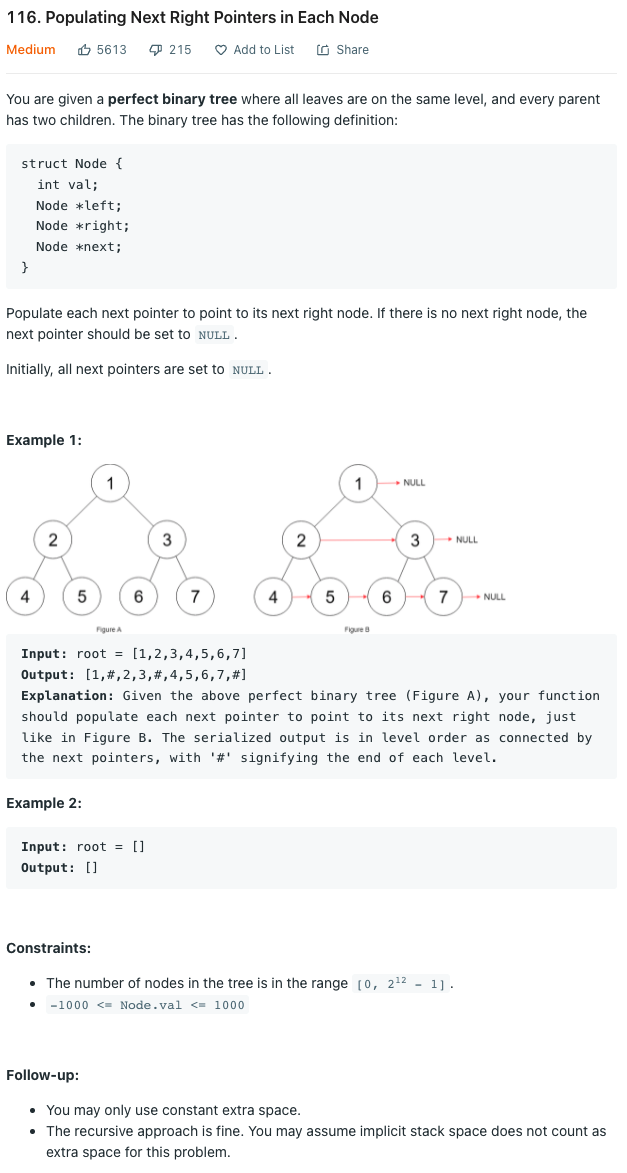 116. Populating Next Right Pointers in Each Node
Medium 5613 215 Add to List Share
You are given a perfect binary tree where all leaves are on the same level, and every parent
has two children. The binary tree has the following definition:
struct Node {
  int val;
  Node *left;
  Node *right;
  Node *next;
}
Populate each next pointer to point to its next right node. If there is no next right node, the
next pointer should be set to NULL.
Initially, all next pointers are set to NULL.
Example 1:
1 1 NULL
2 3 2 3 NULL
4 5 6 7 4 5 6 7 NULL
Figure A Figure B
Input: root = [1,2,3,4,5,6,7]
Output: [1,#,2,3,#,4,5,6,7,#]
Explanation: Given the above perfect binary tree (Figure A), your function
should populate each next pointer to point to its next right node, just
like in Figure B. The serialized output is in level order as connected by
the next pointers, with '#' signifying the end of each level.
Example 2:
Input: root = []
Output: []
Constraints:
• The number of nodes in the tree is in the range [0, 2¹² - 1].
• -1000 <= Node.val <= 1000
Follow-up:
• You may only use constant extra space.
• The recursive approach is fine. You may assume implicit stack space does not count as
extra space for this problem.